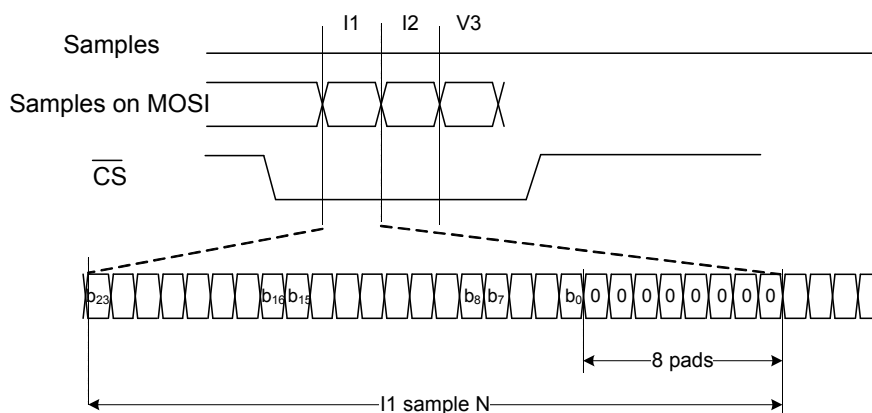 I1 I2 V3
Samples
Samples on MOSI
CS
b23 b16 b15 b8 b7 b0 0 0 0 0 0 0 0 0
8 pads
I1 sample N